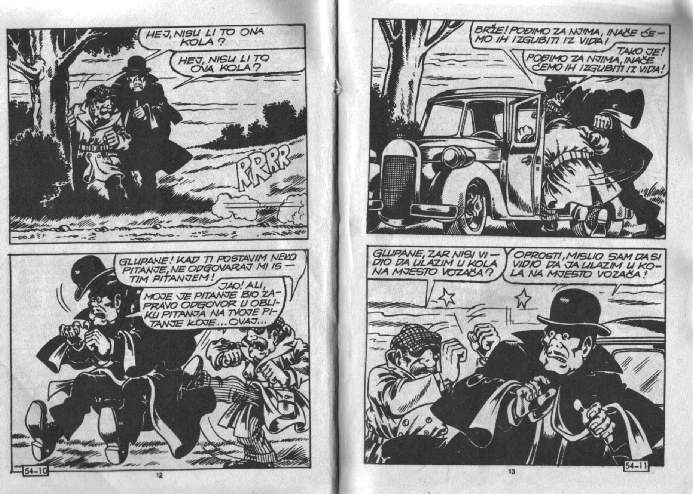 HEJ, NISU LI TO ONA
KOLA?
HEJ, NISU LI TO
OVA KOLA?
RRRRR
GLUPANE! KAD TI POSTAVIM NEKO
PITANJE, NE ODGOVARAJ MI IS-
TIM PITANJEM!
JAO! ALI,
MOJE JE PITANJE BIO ZA-
PRAVO ODGOVOR U OBLI-
KU PITANJA NA TVOJE PI-
TANJE KOJE... OVAJ...
54-10
12
BRŽE! POĐIMO ZA NJIMA, INAČE ĆE-
MO IH IZGUBITI IZ VIDA!
TAKO JE!
POĐIMO ZA NJIMA, INAČE
ĆEMO IH IZGUBITI IZ VIDA!
GLUPANE, ZAR NISI VI-
DIO DA ULAZIM U KOLA
NA MJESTO VOZAČA?
OPROSTI, MISLIO SAM DA SI
VIDIO DA JA ULAZIM U KO-
LA NA MJESTO VOZAČA!
13
54-11